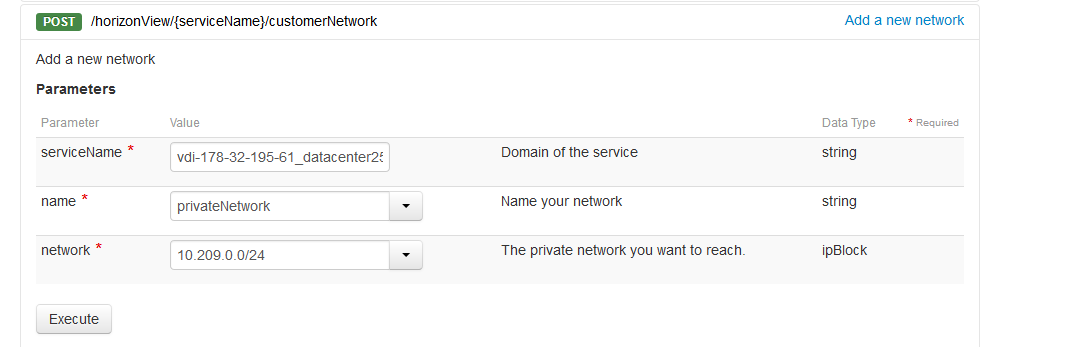 POST /horizonView/{serviceName}/customerNetwork Add a new network
Add a new network
Parameters
Parameter Value Data Type * Required
serviceName * vdi-178-32-195-61_datacenter25 Domain of the service string
name * privateNetwork Name your network string
network * 10.209.0.0/24 The private network you want to reach. ipBlock
Execute